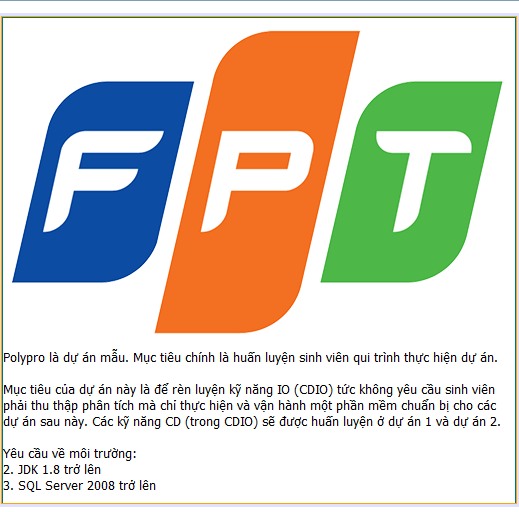 FPT
Polypro là dự án mẫu. Mục tiêu chính là huấn luyện sinh viên qui trình thực hiện dự án.
Mục tiêu của dự án này là để rèn luyện kỹ năng IO (CDIO) tức không yêu cầu sinh viên
phải thu thập phân tích mà chỉ thực hiện và vận hành một phần mềm chuẩn bị cho các
dự án sau này. Các kỹ năng CD (trong CDIO) sẽ được huấn luyện ở dự án 1 và dự án 2.
Yêu cầu về môi trường:
2. JDK 1.8 trở lên
3. SQL Server 2008 trở lên